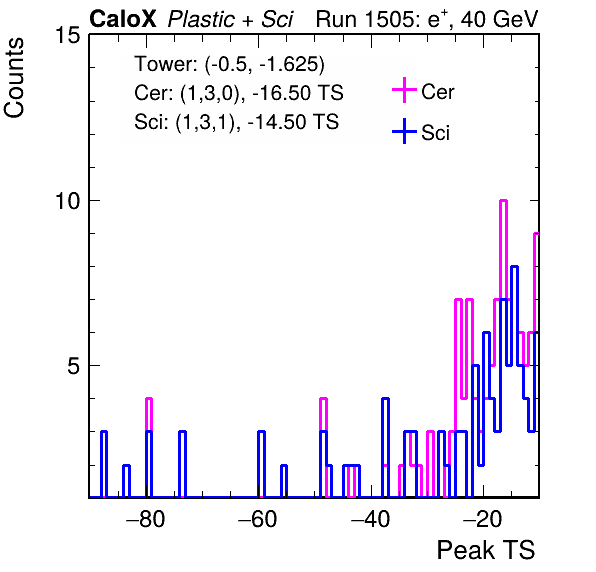 CaloX Plastic + Sci Run 1505: e+, 40 GeV
Counts
Tower: (-0.5, -1.625)
Cer: (1,3,0), -16.50 TS
Sci: (1,3,1), -14.50 TS
Cer
Sci
15
10
5
−80 −60 −40 −20
Peak TS